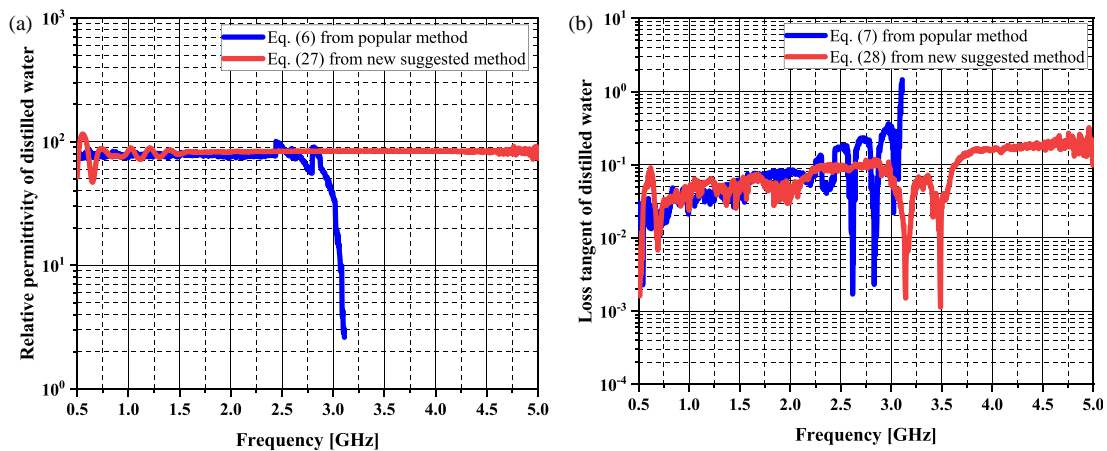 (a)
Relative permittivity of distilled water
10³
10²
10¹
10⁰
Eq. (6) from popular method
Eq. (27) from new suggested method
0.5 1.0 1.5 2.0 2.5 3.0 3.5 4.0 4.5 5.0
Frequency [GHz]
(b)
Loss tangent of distilled water
10¹
10⁰
10⁻¹
10⁻²
10⁻³
10⁻⁴
Eq. (7) from popular method
Eq. (28) from new suggested method
0.5 1.0 1.5 2.0 2.5 3.0 3.5 4.0 4.5 5.0
Frequency [GHz]